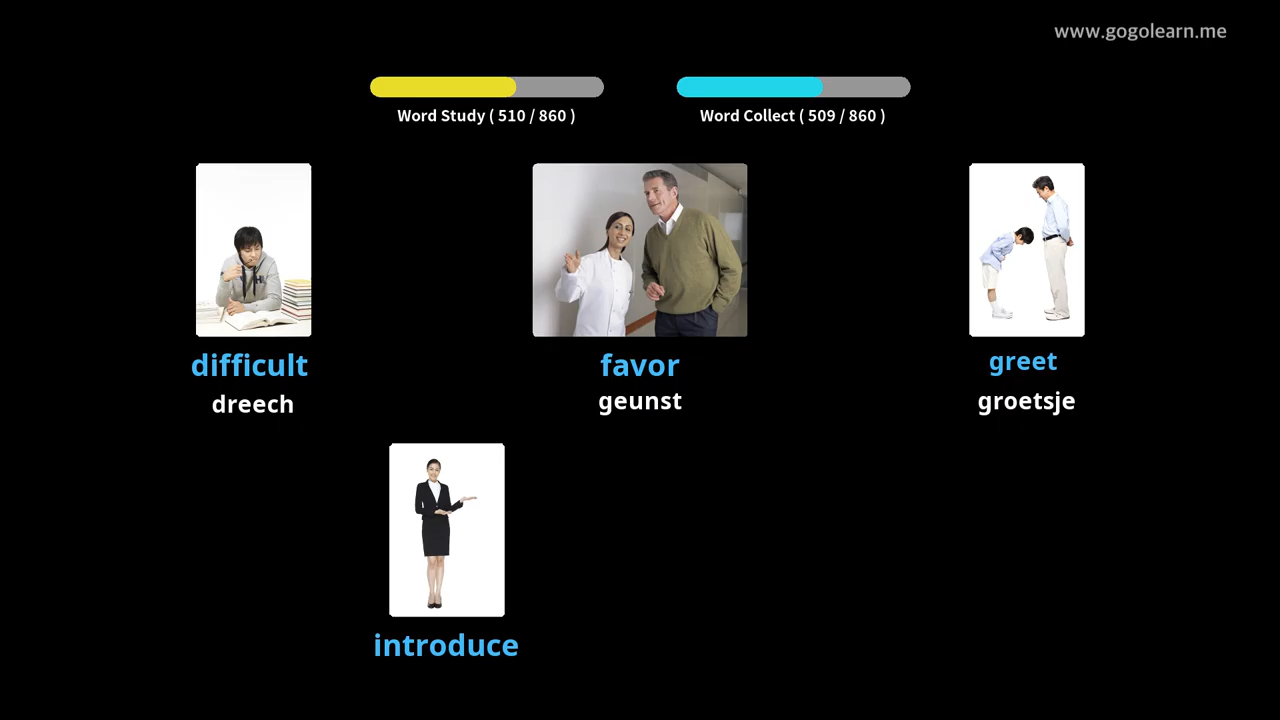 www.gogolearn.me
Word Study ( 510 / 860 )
Word Collect ( 509 / 860 )
difficult
dreech
favor
geunst
greet
groetsje
introduce